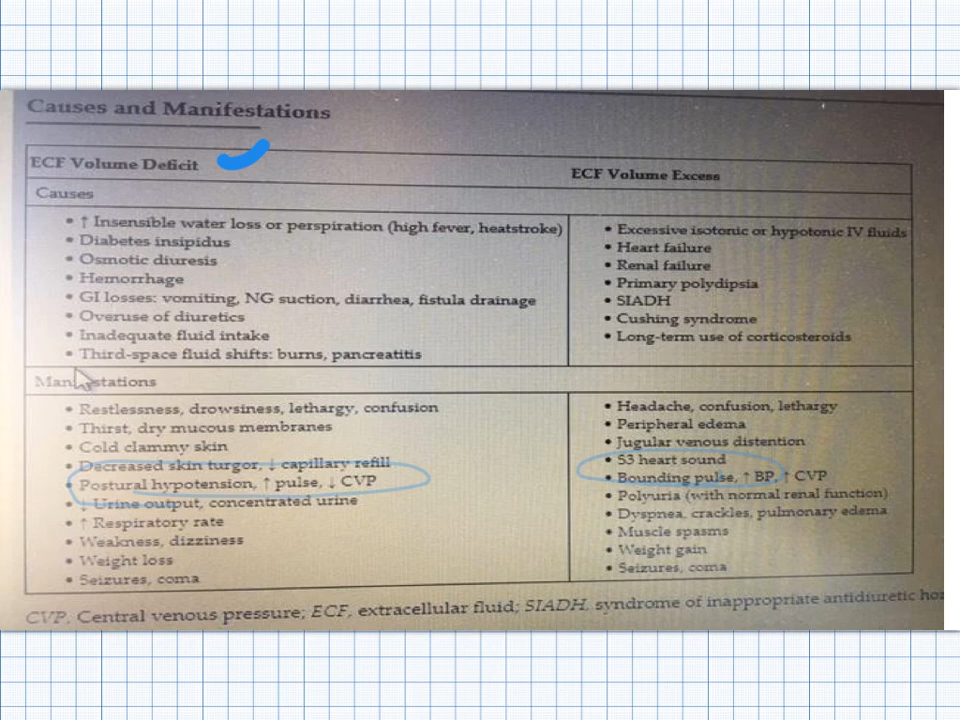 Causes and Manifestations
ECF Volume Deficit
ECF Volume Excess
Causes
• ↑ Insensible water loss or perspiration (high fever, heatstroke)
• Diabetes insipidus
• Osmotic diuresis
• Hemorrhage
• GI losses: vomiting, NG suction, diarrhea, fistula drainage
• Overuse of diuretics
• Inadequate fluid intake
• Third-space fluid shifts: burns, pancreatitis
• Excessive isotonic or hypotonic IV fluids
• Heart failure
• Renal failure
• Primary polydipsia
• SIADH
• Cushing syndrome
• Long-term use of corticosteroids
Manifestations
• Restlessness, drowsiness, lethargy, confusion
• Thirst, dry mucous membranes
• Cold clammy skin
• Decreased skin turgor, ↓ capillary refill
• Postural hypotension, ↑ pulse, ↓ CVP
• ↓ Urine output, concentrated urine
• ↑ Respiratory rate
• Weakness, dizziness
• Weight loss
• Seizures, coma
• Headache, confusion, lethargy
• Peripheral edema
• Jugular venous distention
• S3 heart sound
• Bounding pulse, ↑ BP, ↑ CVP
• Polyuria (with normal renal function)
• Dyspnea, crackles, pulmonary edema
• Muscle spasms
• Weight gain
• Seizures, coma
CVP, Central venous pressure; ECF, extracellular fluid; SIADH, syndrome of inappropriate antidiuretic